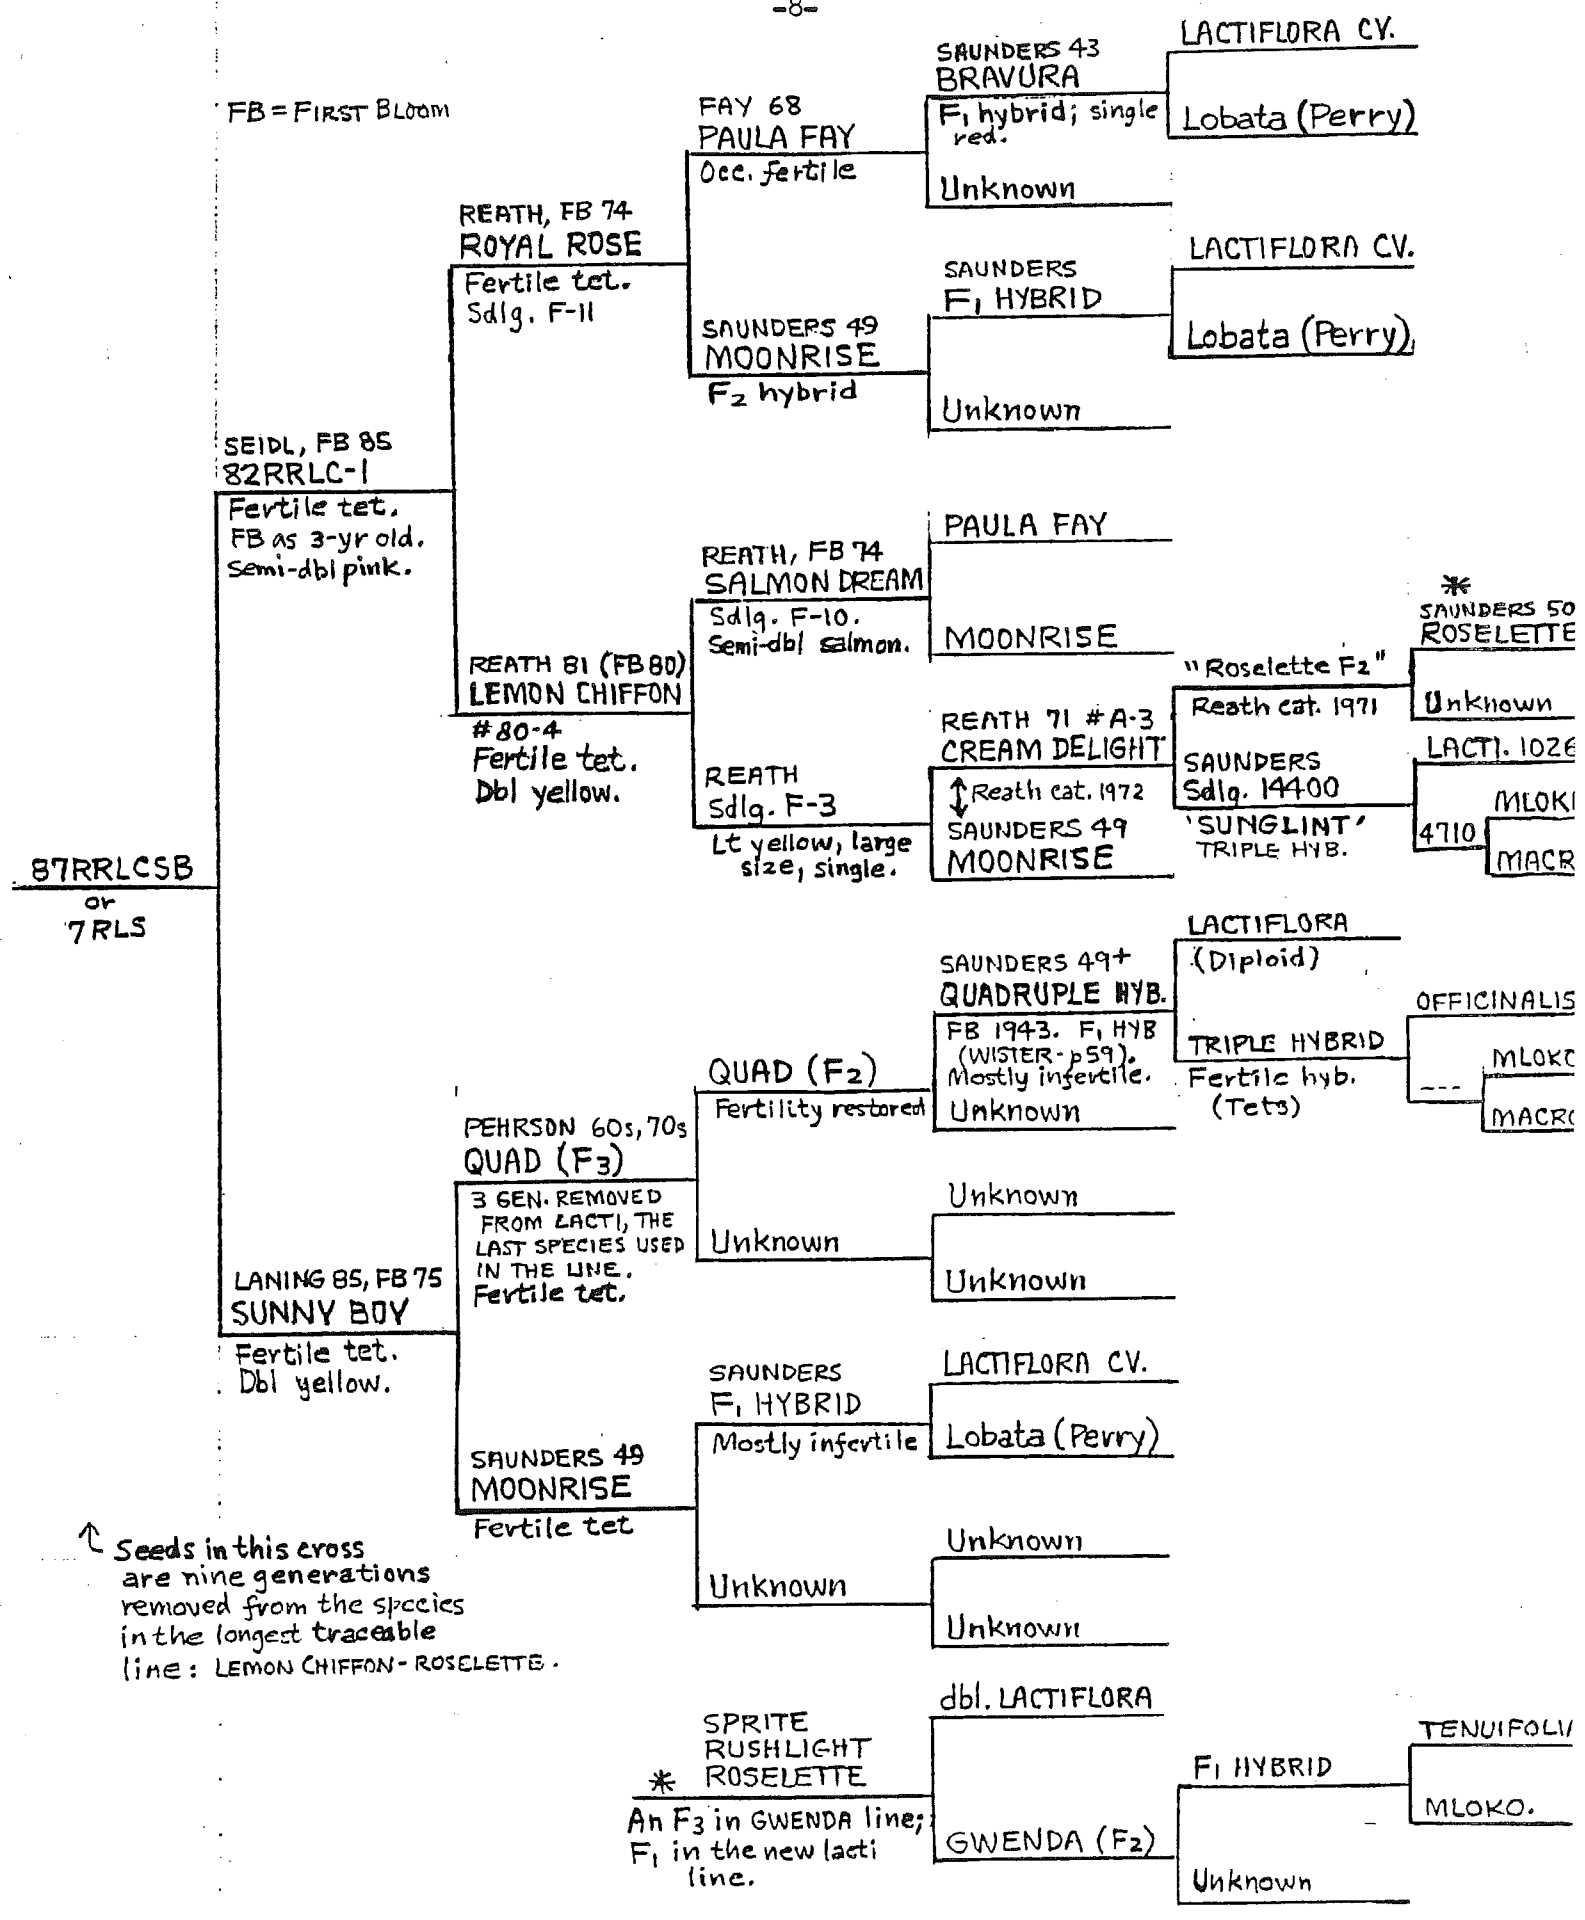 -8-
FB = FIRST BLOOM
87RRLCSB
or
7RLS
SEIDL, FB 85
82RRLC-1
Fertile tet.
FB as 3-yr old.
Semi-dbl pink.
LANING 85, FB 75
SUNNY BOY
Fertile tet.
Dbl yellow.
REATH, FB 74
ROYAL ROSE
Fertile tet.
Sdlg. F-11
REATH 81 (FB 80)
LEMON CHIFFON
#80-4
Fertile tet.
Dbl yellow.
PEHRSON 60s, 70s
QUAD (F3)
3 GEN. REMOVED
FROM LACTI, THE
LAST SPECIES USED
IN THE LINE.
Fertile tet.
SAUNDERS 49
MOONRISE
Fertile tet
FAY 68
PAULA FAY
Occ. fertile
SAUNDERS 49
MOONRISE
F2 hybrid
REATH, FB 74
SALMON DREAM
Sdlg. F-10.
Semi-dbl salmon.
REATH
Sdlg. F-3
Lt yellow, large
size, single.
QUAD (F2)
Fertility restored
Unknown
SAUNDERS
F1 HYBRID
Mostly infertile
Unknown
SAUNDERS 43
BRAVURA
F1 hybrid; single
red.
Unknown
SAUNDERS
F1 HYBRID
Unknown
PAULA FAY
MOONRISE
REATH 71 #A-3
CREAM DELIGHT
↕ Reath cat. 1972
SAUNDERS 49
MOONRISE
SAUNDERS 49+
QUADRUPLE HYB.
FB 1943. F1 HYB
(WISTER-p59).
Mostly infertile.
Unknown
Unknown
Unknown
LACTIFLORA CV.
Lobata (Perry)
Unknown
Unknown
LACTIFLORA CV.
Lobata (Perry)
LACTIFLORA CV.
Lobata (Perry)
"Roselette F2"
Reath cat. 1971
SAUNDERS
Sdlg. 14400
'SUNGLINT'
TRIPLE HYB.
LACTIFLORA
(Diploid)
TRIPLE HYBRID
Fertile hyb.
(Tets)
*
SAUNDERS 50
ROSELETTE
Unknown
LACTI. 1026
4710
MLOK
MACR
OFFICINALIS
---
MLOKO
MACRO
↑ Seeds in this cross
are nine generations
removed from the species
in the longest traceable
line: LEMON CHIFFON-ROSELETTE.
SPRITE
RUSHLIGHT
* ROSELETTE
An F3 in GWENDA line;
F1 in the new lacti
line.
dbl. LACTIFLORA
GWENDA (F2)
F1 HYBRID
Unknown
TENUIFOLI
MLOKO.